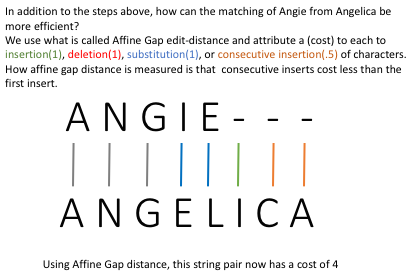 In addition to the steps above, how can the matching of Angie from Angelica be
more efficient?
We use what is called Affine Gap edit-distance and attribute a (cost) to each to
insertion(1), deletion(1), substitution(1), or consecutive inserts(.5) of characters.
How affine gap distance is measured is that  consecutive inserts cost less than the
first insert.
A N G I E - - -
A N G E L I C A
Using Affine Gap distance, this string pair now has a cost of 4